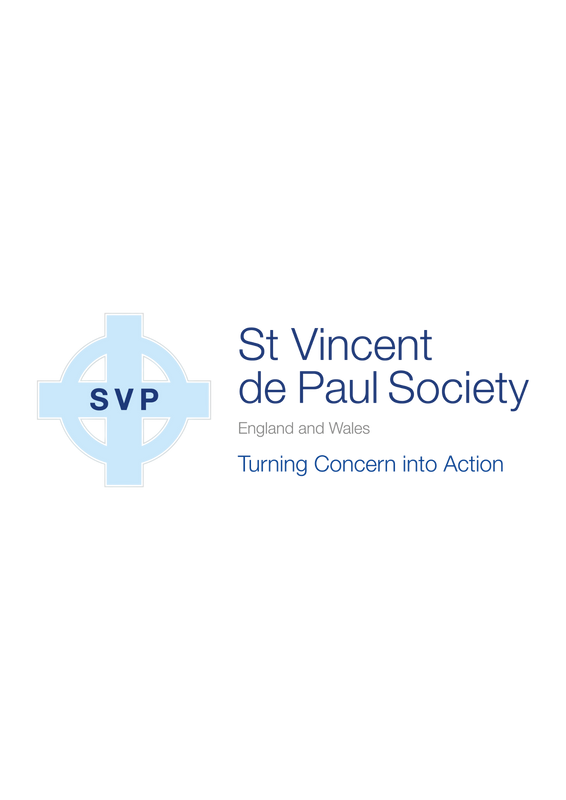 SVP
St Vincent
de Paul Society
England and Wales
Turning Concern into Action